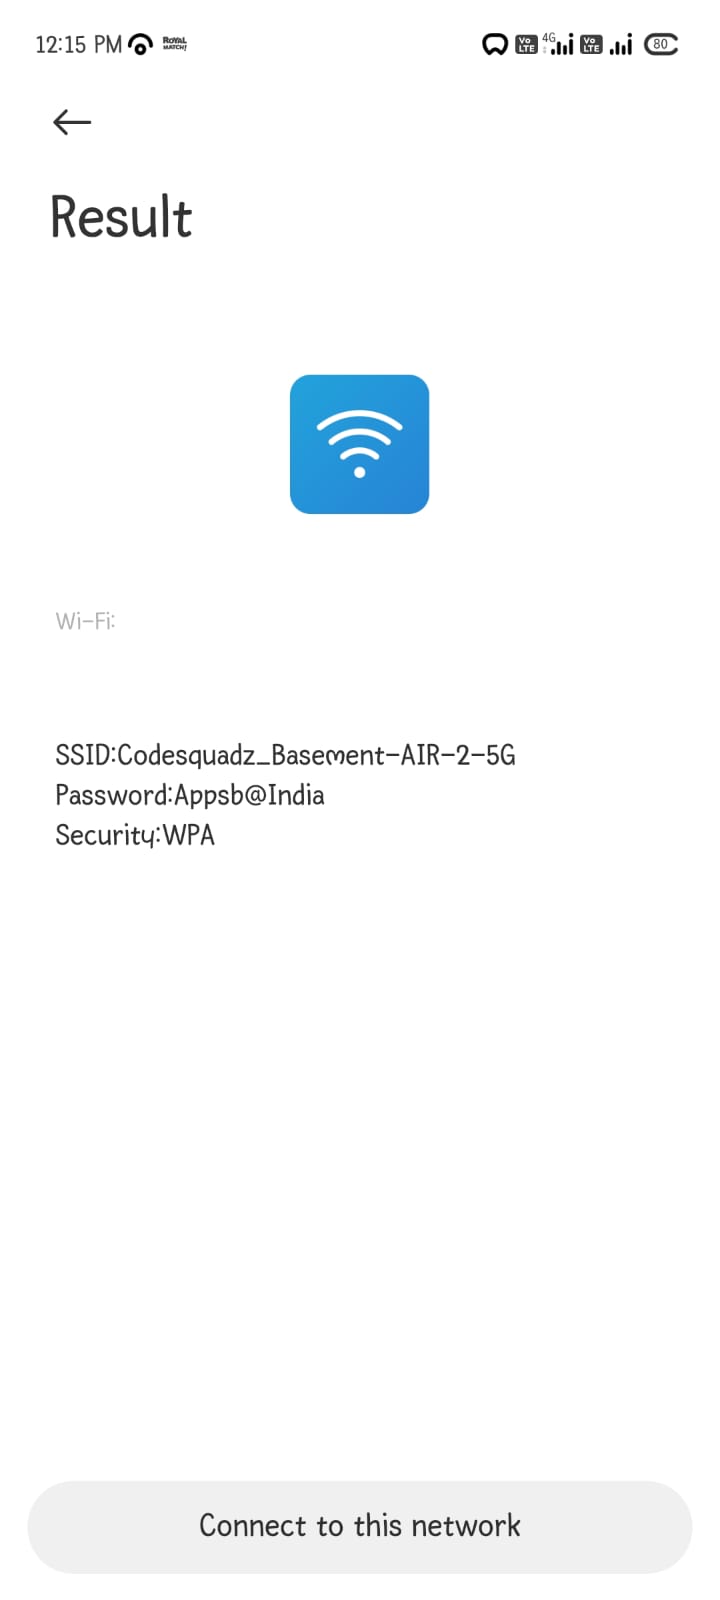 12:15 PM ROYAL MATCH! Vo LTE 4G Vo LTE 80
Result
Wi-Fi:
SSID:Codesquadz_Basement-AIR-2-5G
Password:Appsb@India
Security:WPA
Connect to this network